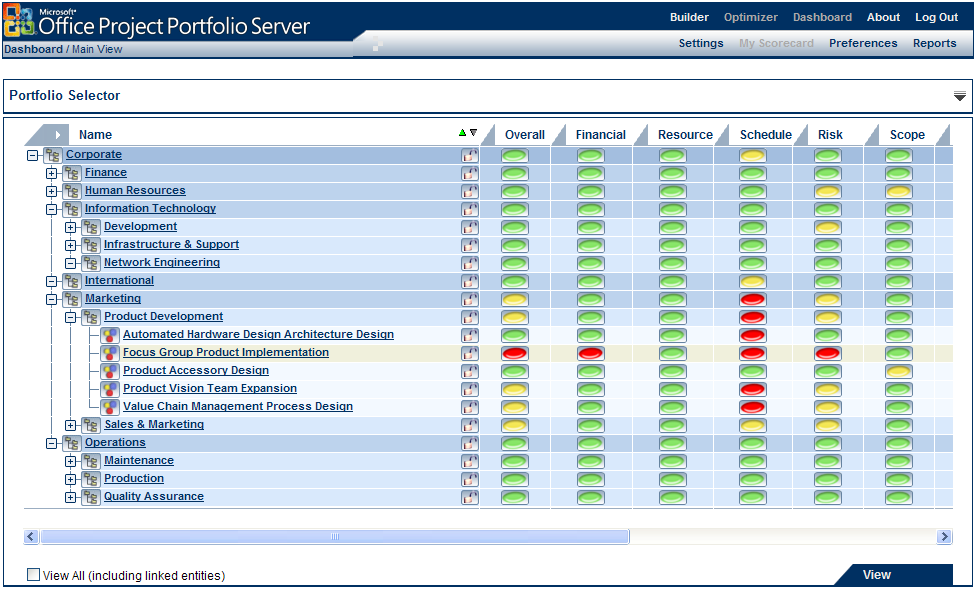 Microsoft®
Office Project Portfolio Server
Builder Optimizer Dashboard About Log Out
Dashboard / Main View
Settings My Scorecard Preferences Reports
Portfolio Selector
Name Overall Financial Resource Schedule Risk Scope
Corporate
Finance
Human Resources
Information Technology
Development
Infrastructure & Support
Network Engineering
International
Marketing
Product Development
Automated Hardware Design Architecture Design
Focus Group Product Implementation
Product Accessory Design
Product Vision Team Expansion
Value Chain Management Process Design
Sales & Marketing
Operations
Maintenance
Production
Quality Assurance
View All (including linked entities)
View